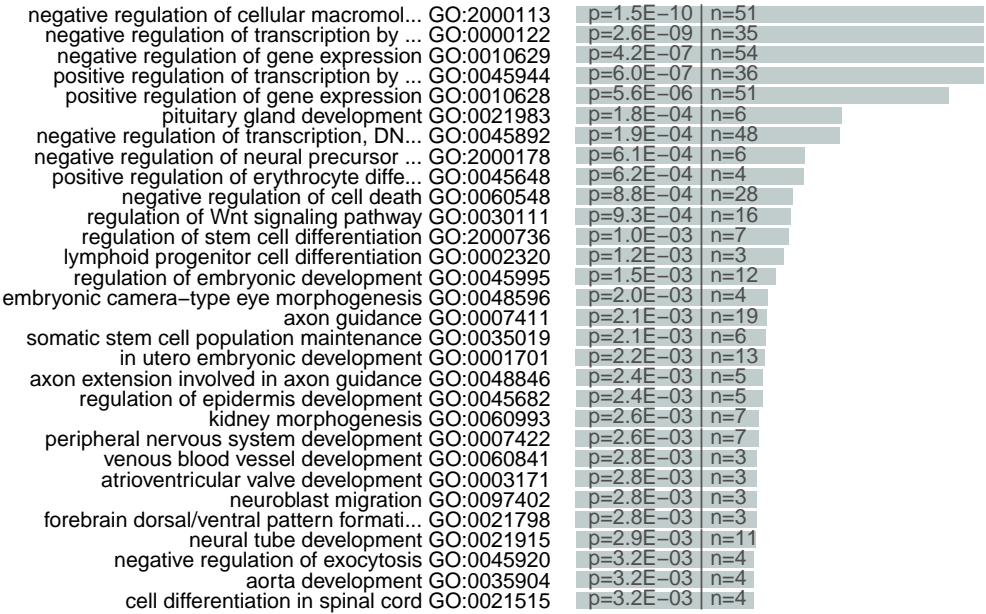 negative regulation of cellular macromol... GO:2000113 p=1.5E−10 n=51
negative regulation of transcription by ... GO:0000122 p=2.6E−09 n=35
negative regulation of gene expression GO:0010629 p=4.2E−07 n=54
positive regulation of transcription by ... GO:0045944 p=6.0E−07 n=36
positive regulation of gene expression GO:0010628 p=5.6E−06 n=51
pituitary gland development GO:0021983 p=1.8E−04 n=6
negative regulation of transcription, DN... GO:0045892 p=1.9E−04 n=48
negative regulation of neural precursor ... GO:2000178 p=6.1E−04 n=6
positive regulation of erythrocyte diffe... GO:0045648 p=6.2E−04 n=4
negative regulation of cell death GO:0060548 p=8.8E−04 n=28
regulation of Wnt signaling pathway GO:0030111 p=9.3E−04 n=16
regulation of stem cell differentiation GO:2000736 p=1.0E−03 n=7
lymphoid progenitor cell differentiation GO:0002320 p=1.2E−03 n=3
regulation of embryonic development GO:0045995 p=1.5E−03 n=12
embryonic camera−type eye morphogenesis GO:0048596 p=2.0E−03 n=4
axon guidance GO:0007411 p=2.1E−03 n=19
somatic stem cell population maintenance GO:0035019 p=2.1E−03 n=6
in utero embryonic development GO:0001701 p=2.2E−03 n=13
axon extension involved in axon guidance GO:0048846 p=2.4E−03 n=5
regulation of epidermis development GO:0045682 p=2.4E−03 n=5
kidney morphogenesis GO:0060993 p=2.6E−03 n=7
peripheral nervous system development GO:0007422 p=2.6E−03 n=7
venous blood vessel development GO:0060841 p=2.8E−03 n=3
atrioventricular valve development GO:0003171 p=2.8E−03 n=3
neuroblast migration GO:0097402 p=2.8E−03 n=3
forebrain dorsal/ventral pattern formati... GO:0021798 p=2.8E−03 n=3
neural tube development GO:0021915 p=2.9E−03 n=11
negative regulation of exocytosis GO:0045920 p=3.2E−03 n=4
aorta development GO:0035904 p=3.2E−03 n=4
cell differentiation in spinal cord GO:0021515 p=3.2E−03 n=4